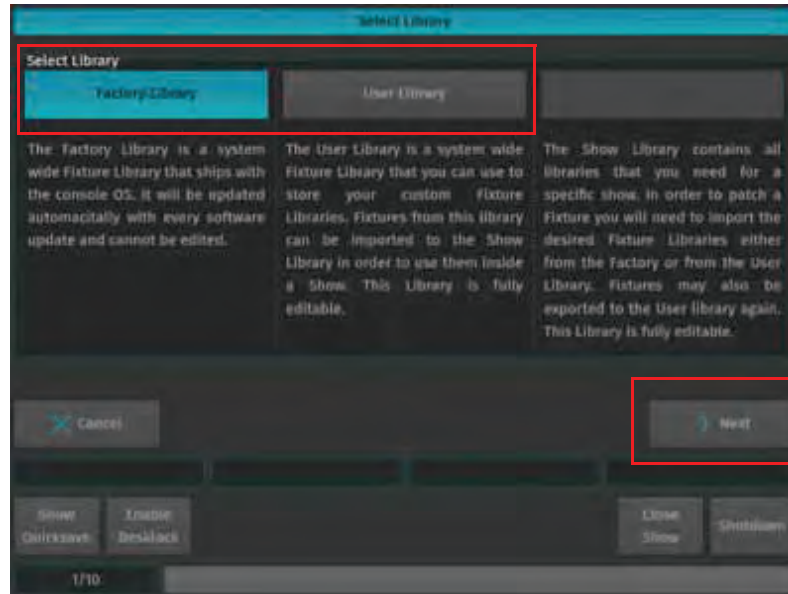 Select Library
Select Library
Factory Library
User Library
The Factory Library is a system
wide Fixture Library that ships with
the console OS. It will be updated
automacitally with every software
update and cannot be edited.
The User Library is a system wide
Fixture Library that you can use to
store your custom Fixture
Libraries. Fixtures from this library
can be imported to the Show
Library in order to use them inside
a Show. This Library is fully
editable.
The Show Library contains all
libraries that you need for a
specific show. In order to patch a
Fixture you will need to import the
desired Fixture Libraries either
from the Factory or from the User
Library. Fixtures may also be
exported to the User library again.
This Library is fully editable.
Cancel
Next
Show
Quicksave
Enable
Desklock
Close
Show
Shutdown
1/10